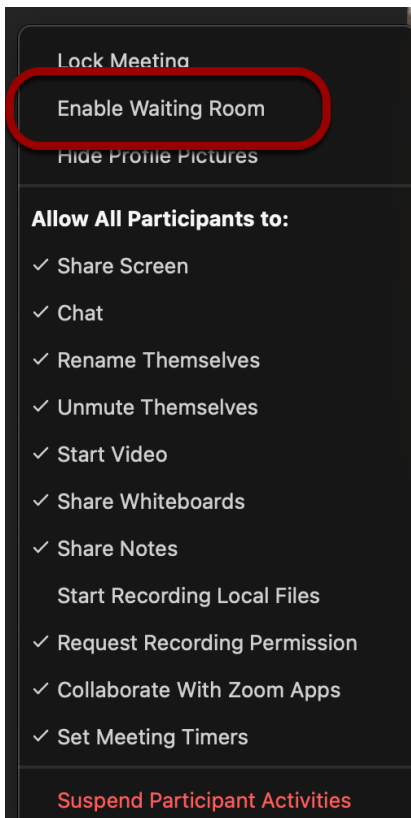 Lock Meeting
Enable Waiting Room
Hide Profile Pictures
Allow All Participants to:
✓ Share Screen
✓ Chat
✓ Rename Themselves
✓ Unmute Themselves
✓ Start Video
✓ Share Whiteboards
✓ Share Notes
Start Recording Local Files
✓ Request Recording Permission
✓ Collaborate With Zoom Apps
✓ Set Meeting Timers
Suspend Participant Activities